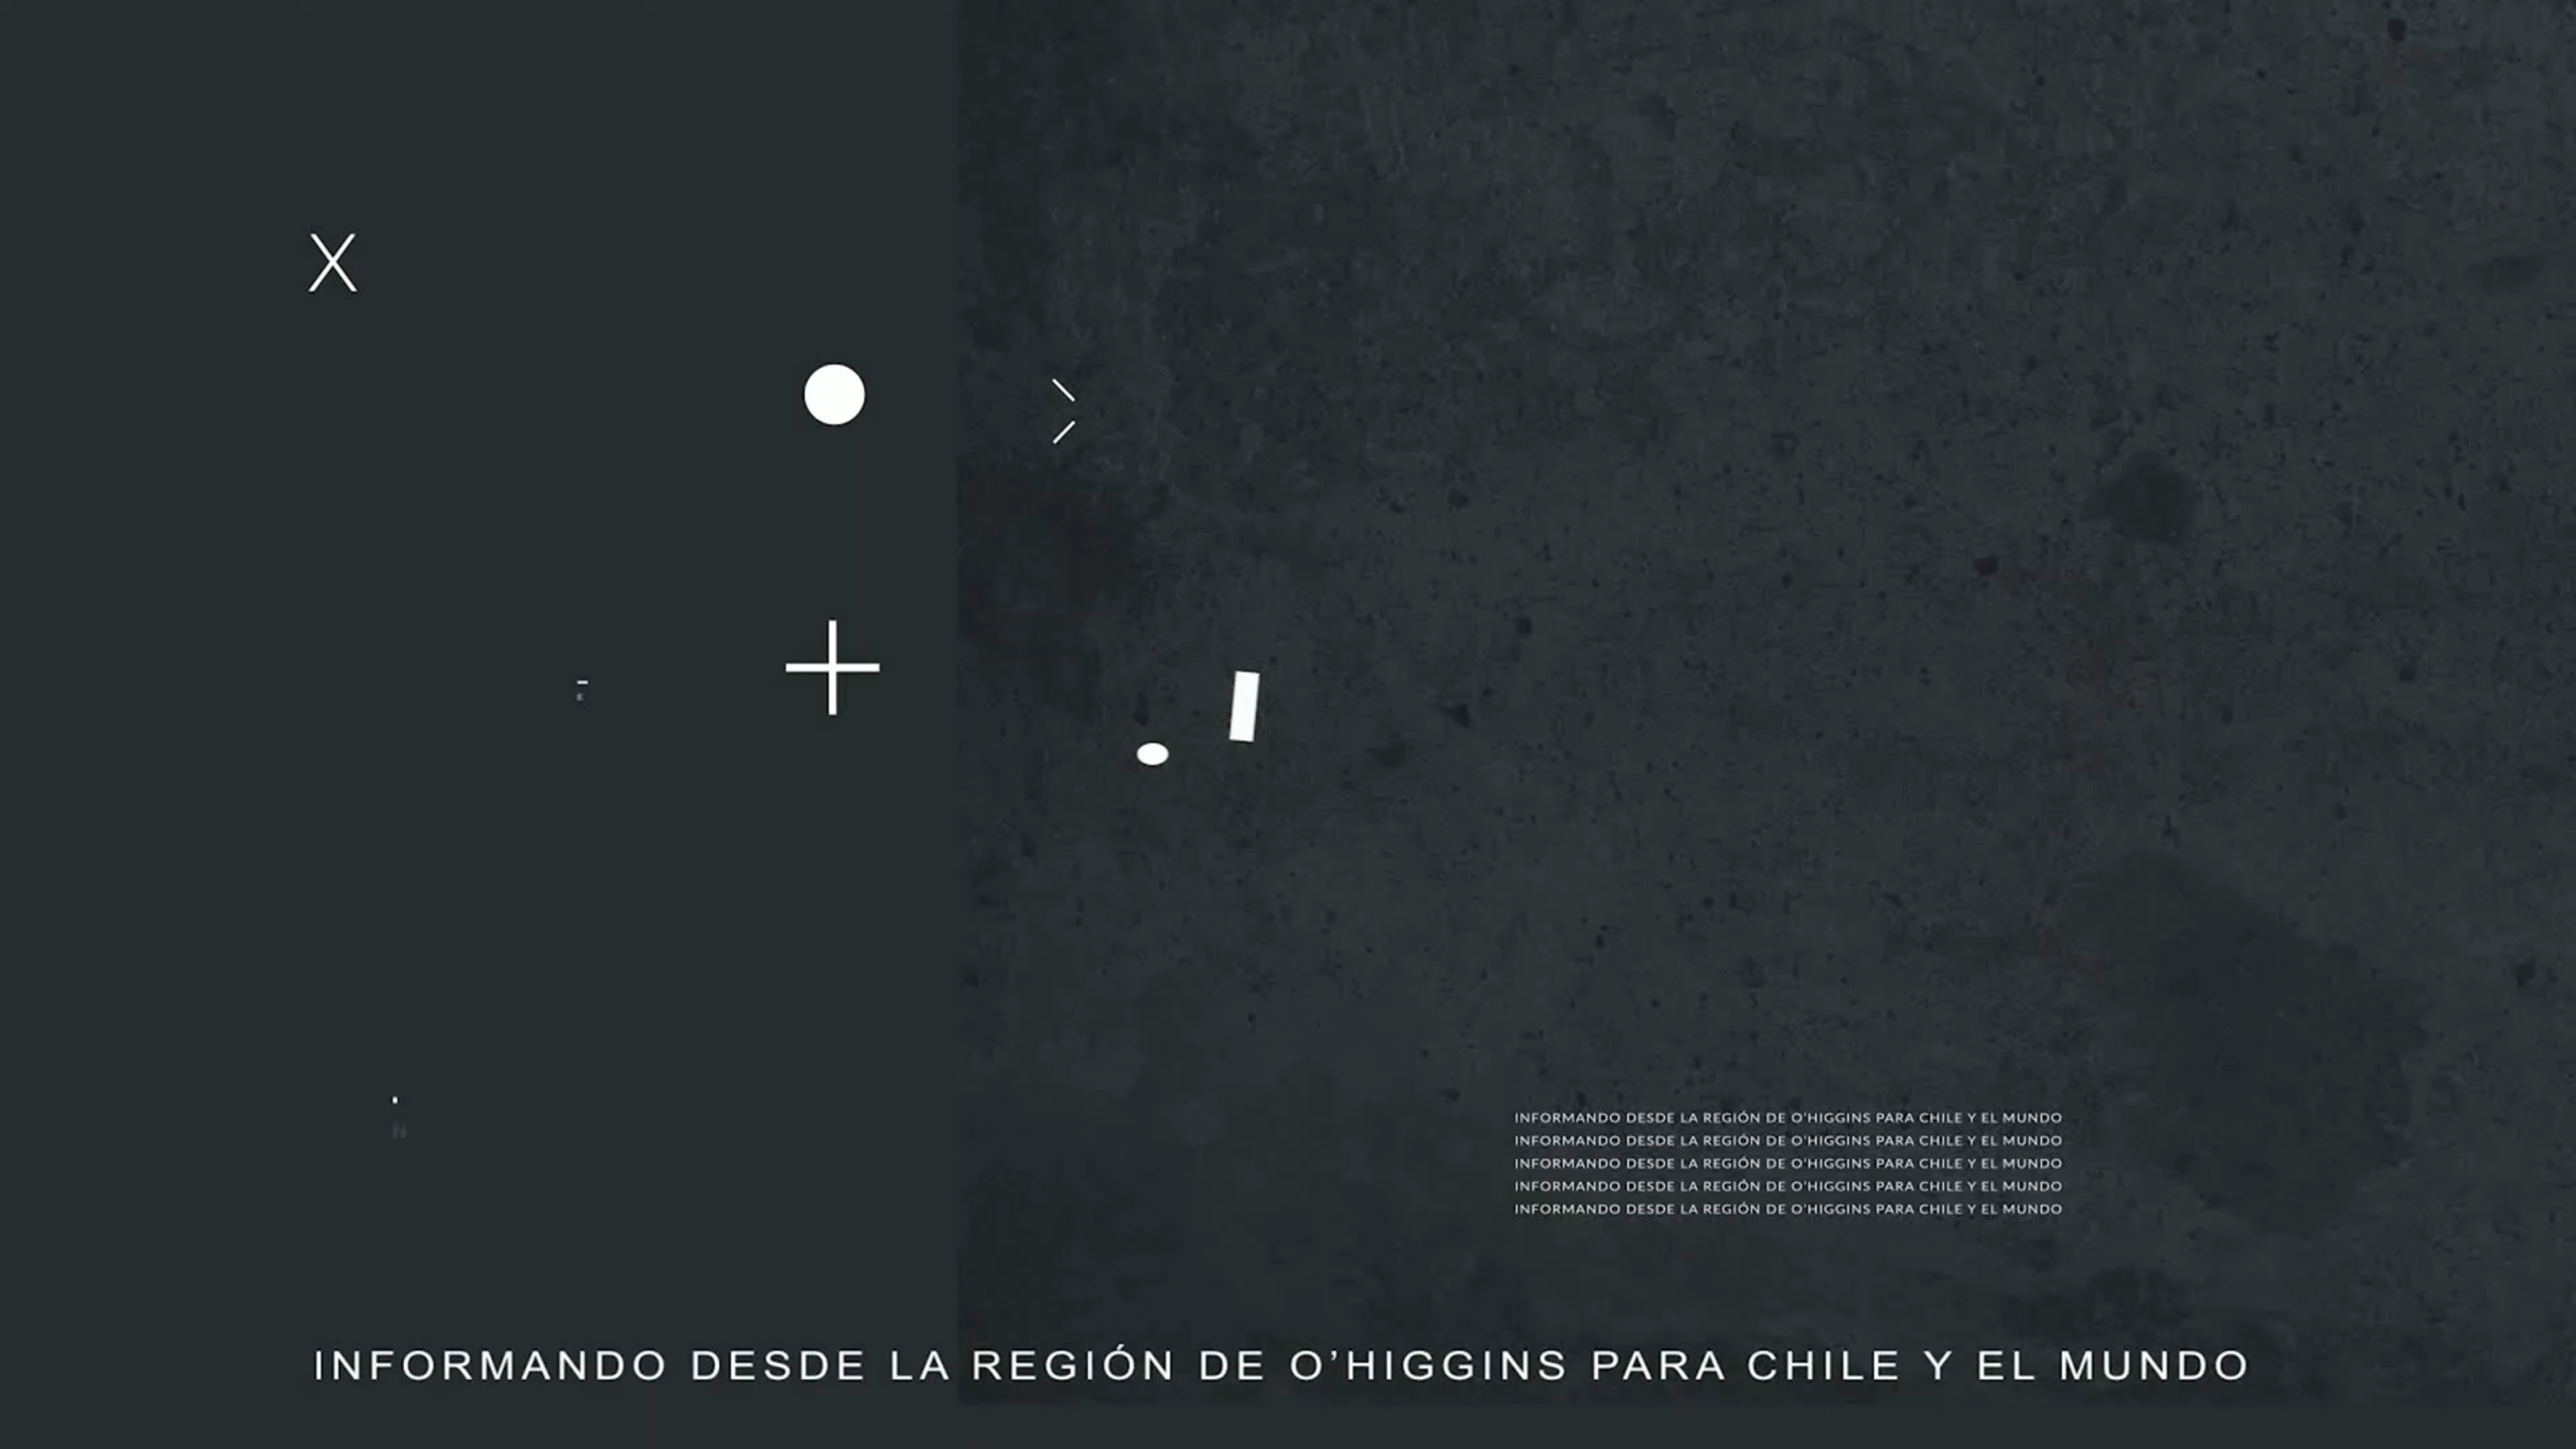 X
E
N
INFORMANDO DESDE LA REGIÓN DE O'HIGGINS PARA CHILE Y EL MUNDO
INFORMANDO DESDE LA REGIÓN DE O'HIGGINS PARA CHILE Y EL MUNDO
INFORMANDO DESDE LA REGIÓN DE O'HIGGINS PARA CHILE Y EL MUNDO
INFORMANDO DESDE LA REGIÓN DE O'HIGGINS PARA CHILE Y EL MUNDO
INFORMANDO DESDE LA REGIÓN DE O'HIGGINS PARA CHILE Y EL MUNDO
INFORMANDO DESDE LA REGIÓN DE O’HIGGINS PARA CHILE Y EL MUNDO